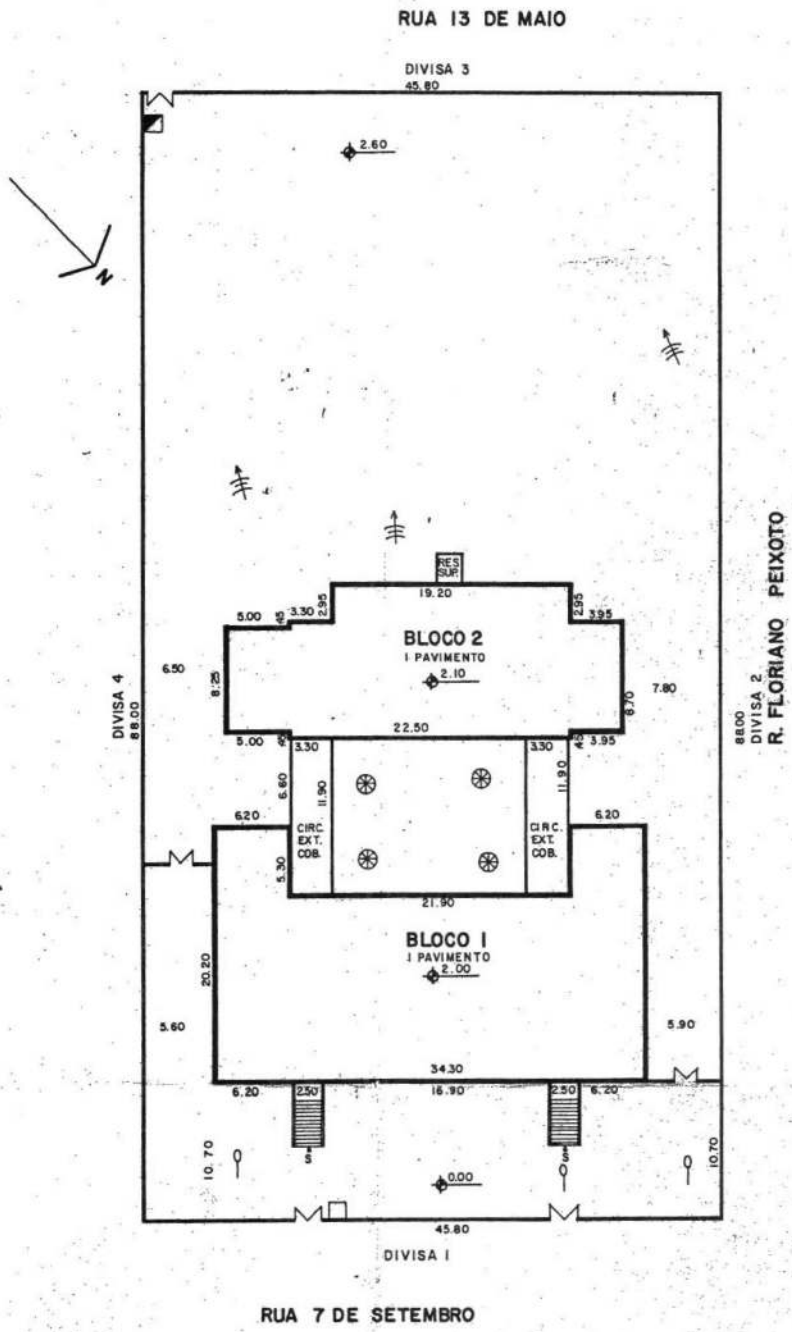 RUA 13 DE MAIO
DIVISA 3
45.80
2.60
N
RES
SUP.
19.20
5.00
45
3.30
2.95
2.95
3.95
BLOCO 2
1 PAVIMENTO
2.10
6.50
8.25
8.70
7.80
DIVISA 4
88.00
88.00
DIVISA 2
R. FLORIANO PEIXOTO
5.00
45
3.30
22.50
3.30
45
3.95
6.60
11.90
11.90
CIRC.
EXT.
COB.
CIRC.
EXT.
COB.
6.20
6.20
5.30
21.90
BLOCO 1
1 PAVIMENTO
2.00
20.20
5.60
5.90
34.30
6.20
2.50
16.90
2.50
6.20
10.70
S
S
10.70
0.00
45.80
DIVISA 1
RUA 7 DE SETEMBRO